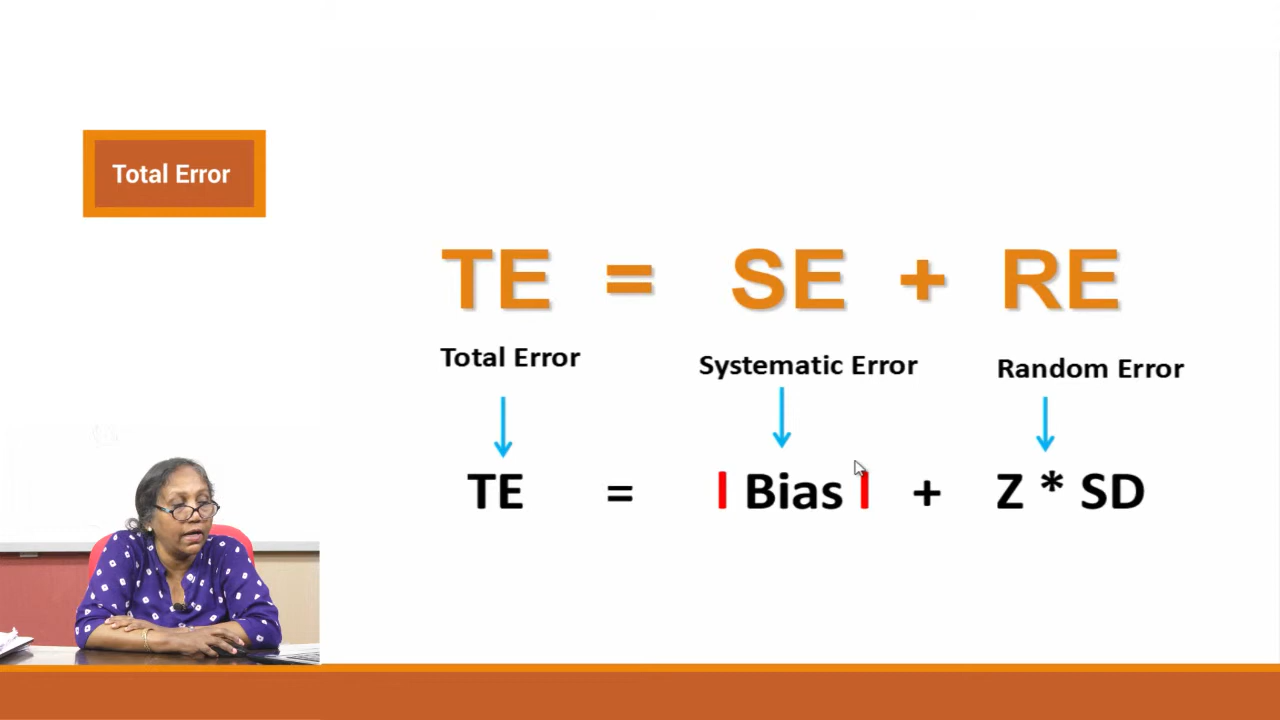 Total Error
TE = SE + RE
Total Error Systematic Error Random Error
TE = | Bias | + Z * SD